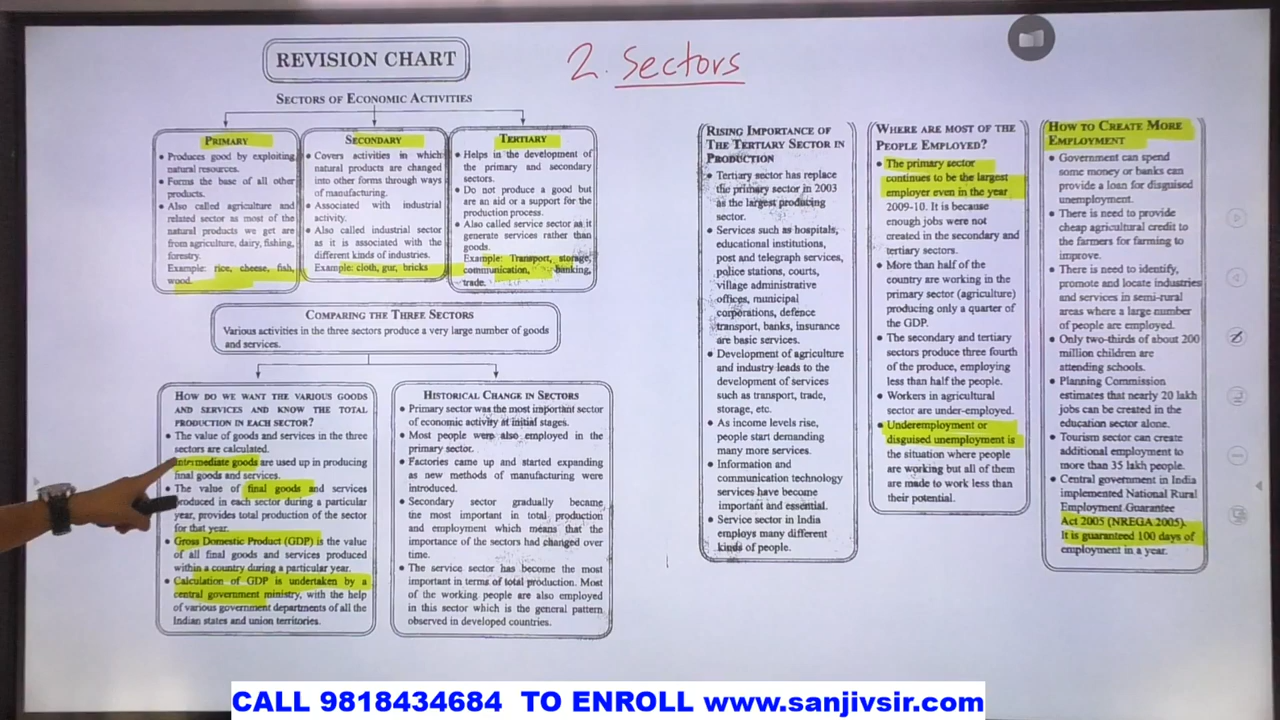 REVISION CHART
2. Sectors
SECTORS OF ECONOMIC ACTIVITIES
PRIMARY
• Produces good by exploiting
natural resources.
• Forms the base of all other
products.
• Also called agriculture and
related sector as most of the
natural products we get are
from agriculture, dairy, fishing,
forestry.
Example: rice, cheese, fish,
wood.
SECONDARY
• Covers activities in which
natural products are changed
into other forms through ways
of manufacturing.
• Associated with industrial
activity.
• Also called industrial sector
as it is associated with the
different kinds of industries.
Example: cloth, gur, bricks
TERTIARY
• Helps in the development of
the primary and secondary
sectors.
• Do not produce a good but
are an aid or a support for the
production process.
• Also called service sector as it
generate services rather than
goods.
Example: Transport, storage,
communication, banking,
trade.
COMPARING THE THREE SECTORS
Various activities in the three sectors produce a very large number of goods
and services.
HOW DO WE WANT THE VARIOUS GOODS
AND SERVICES AND KNOW THE TOTAL
PRODUCTION IN EACH SECTOR?
• The value of goods and services in the three
sectors are calculated.
Intermediate goods are used up in producing
final goods and services.
• The value of final goods and services
produced in each sector during a particular
year, provides total production of the sector
for that year.
• Gross Domestic Product (GDP) is the value
of all final goods and services produced
within a country during a particular year.
• Calculation of GDP is undertaken by a
central government ministry, with the help
of various government departments of all the
Indian states and union territories.
HISTORICAL CHANGE IN SECTORS
• Primary sector was the most important sector
of economic activity at initial stages.
• Most people were also employed in the
primary sector.
• Factories came up and started expanding
as new methods of manufacturing were
introduced.
• Secondary sector gradually became
the most important in total production
and employment which means that the
importance of the sectors had changed over
time.
• The service sector has become the most
important in terms of total production. Most
of the working people are also employed
in this sector which is the general pattern
observed in developed countries.
RISING IMPORTANCE OF
THE TERTIARY SECTOR IN
PRODUCTION
• Tertiary sector has replace
the primary sector in 2003
as the largest producing
sector.
• Services such as hospitals,
educational institutions,
post and telegraph services,
police stations, courts,
village administrative
offices, municipal
corporations, defence
transport, banks, insurance
are basic services.
• Development of agriculture
and industry leads to the
development of services
such as transport, trade,
storage, etc.
• As income levels rise,
people start demanding
many more services.
• Information and
communication technology
services have become
important and essential.
• Service sector in India
employs many different
kinds of people.
WHERE ARE MOST OF THE
PEOPLE EMPLOYED?
• The primary sector
continues to be the largest
employer even in the year
2009-10. It is because
enough jobs were not
created in the secondary and
tertiary sectors.
• More than half of the
country are working in the
primary sector (agriculture)
producing only a quarter of
the GDP.
• The secondary and tertiary
sectors produce three fourth
of the produce, employing
less than half the people.
• Workers in agricultural
sector are under-employed.
• Underemployment or
disguised unemployment is
the situation where people
are working but all of them
are made to work less than
their potential.
HOW TO CREATE MORE
EMPLOYMENT
• Government can spend
some money or banks can
provide a loan for disguised
unemployment.
• There is need to provide
cheap agricultural credit to
the farmers for farming to
improve.
• There is need to identify,
promote and locate industries
and services in semi-rural
areas where a large number
of people are employed.
• Only two-thirds of about 200
million children are
attending schools.
• Planning Commission
estimates that nearly 20 lakh
jobs can be created in the
education sector alone.
• Tourism sector can create
additional employment to
more than 35 lakh people.
• Central government in India
implemented National Rural
Employment Guarantee
Act 2005 (NREGA 2005).
It is guaranteed 100 days of
employment in a year.
CALL 9818434684 TO ENROLL www.sanjivsir.com